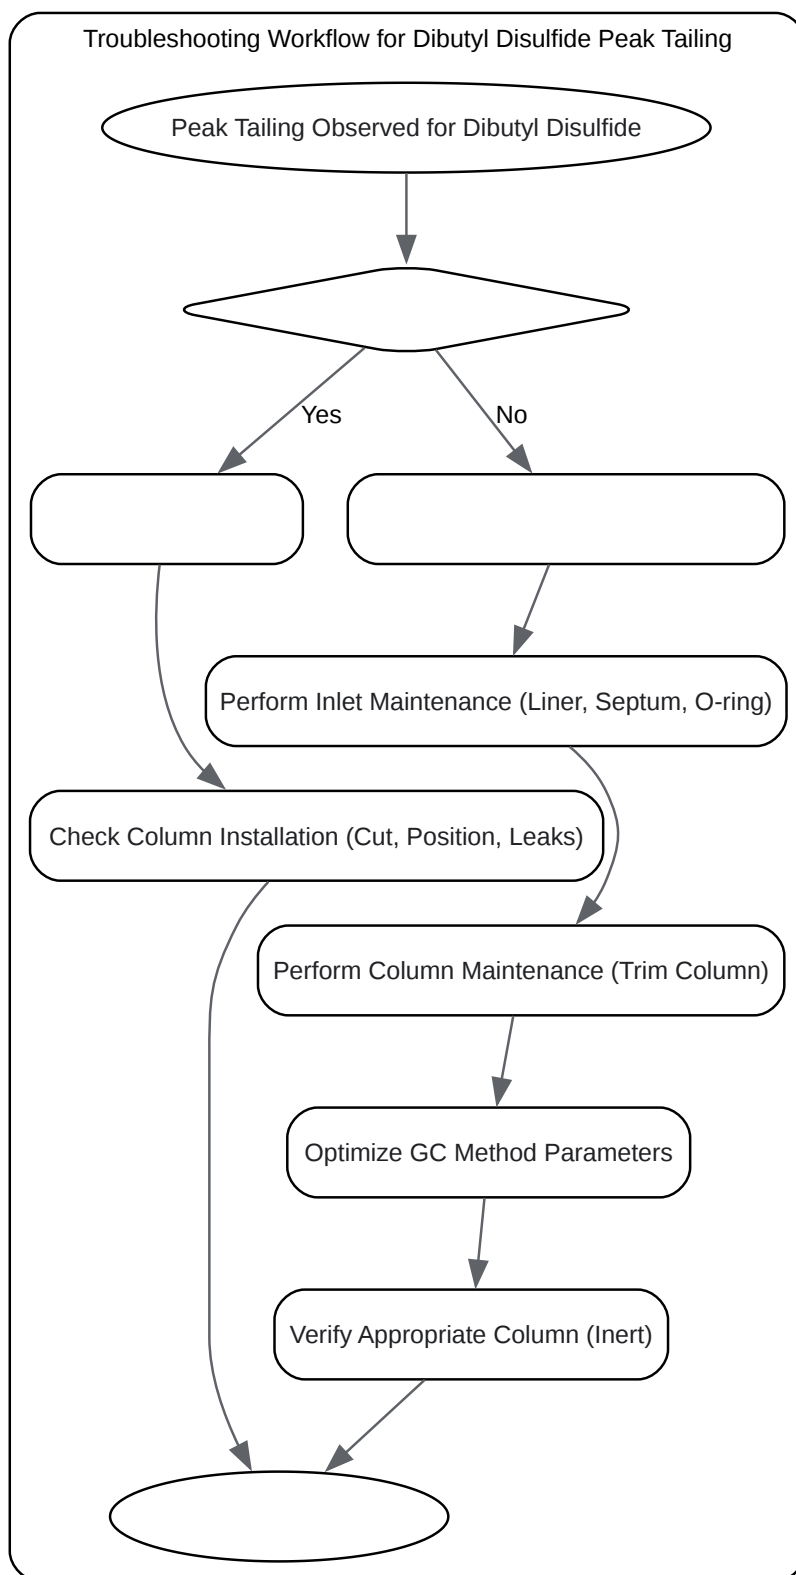 Troubleshooting Workflow for Dibutyl Disulfide Peak Tailing
Peak Tailing Observed for Dibutyl Disulfide
Yes
No
Perform Inlet Maintenance (Liner, Septum, O-ring)
Check Column Installation (Cut, Position, Leaks)
Perform Column Maintenance (Trim Column)
Optimize GC Method Parameters
Verify Appropriate Column (Inert)